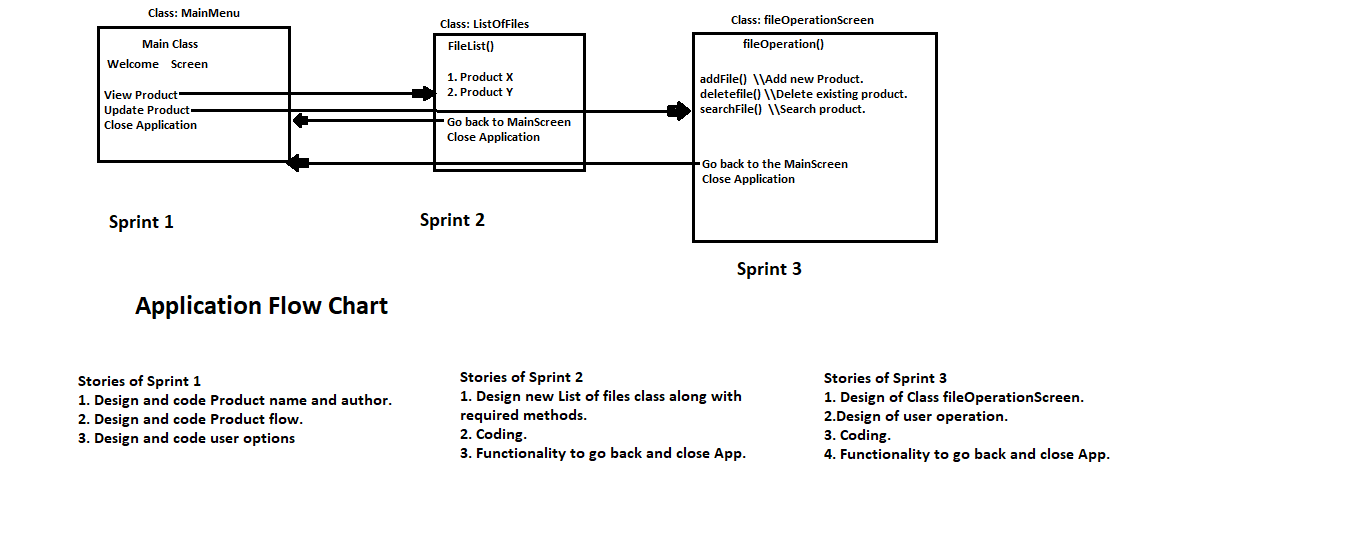 Class: MainMenu
Main Class
Welcome Screen
View Product
Update Product
Close Application
Sprint 1
Class: ListOfFiles
FileList()
1. Product X
2. Product Y
Go back to MainScreen
Close Application
Sprint 2
Class: fileOperationScreen
fileOperation()
addFile() \\Add new Product.
deletefile() \\Delete existing product.
searchFile() \\Search product.
Go back to the MainScreen
Close Application
Sprint 3
Application Flow Chart
Stories of Sprint 1
1. Design and code Product name and author.
2. Design and code Product flow.
3. Design and code user options
Stories of Sprint 2
1. Design new List of files class along with
required methods.
2. Coding.
3. Functionality to go back and close App.
Stories of Sprint 3
1. Design of Class fileOperationScreen.
2.Design of user operation.
3. Coding.
4. Functionality to go back and close App.